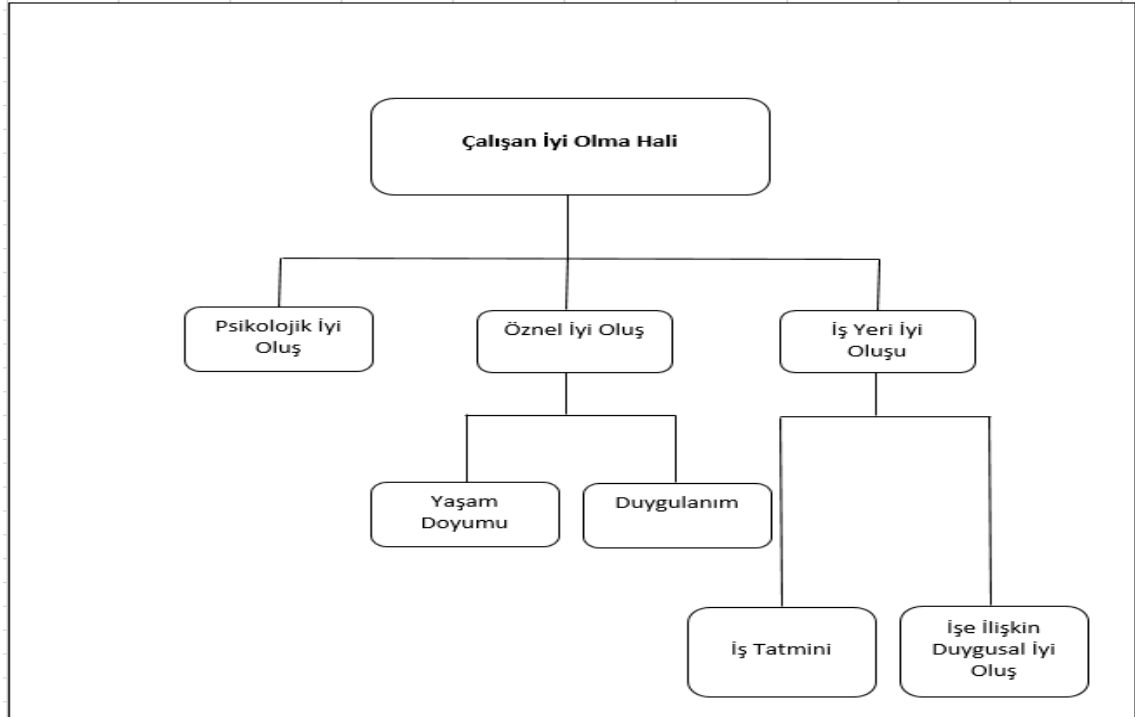 Çalışan İyi Olma Hali
Psikolojik İyi
Oluş
Öznel İyi Oluş
İş Yeri İyi
Oluşu
Yaşam
Doyumu
Duygulanım
İş Tatmini
İşe İlişkin
Duygusal İyi
Oluş